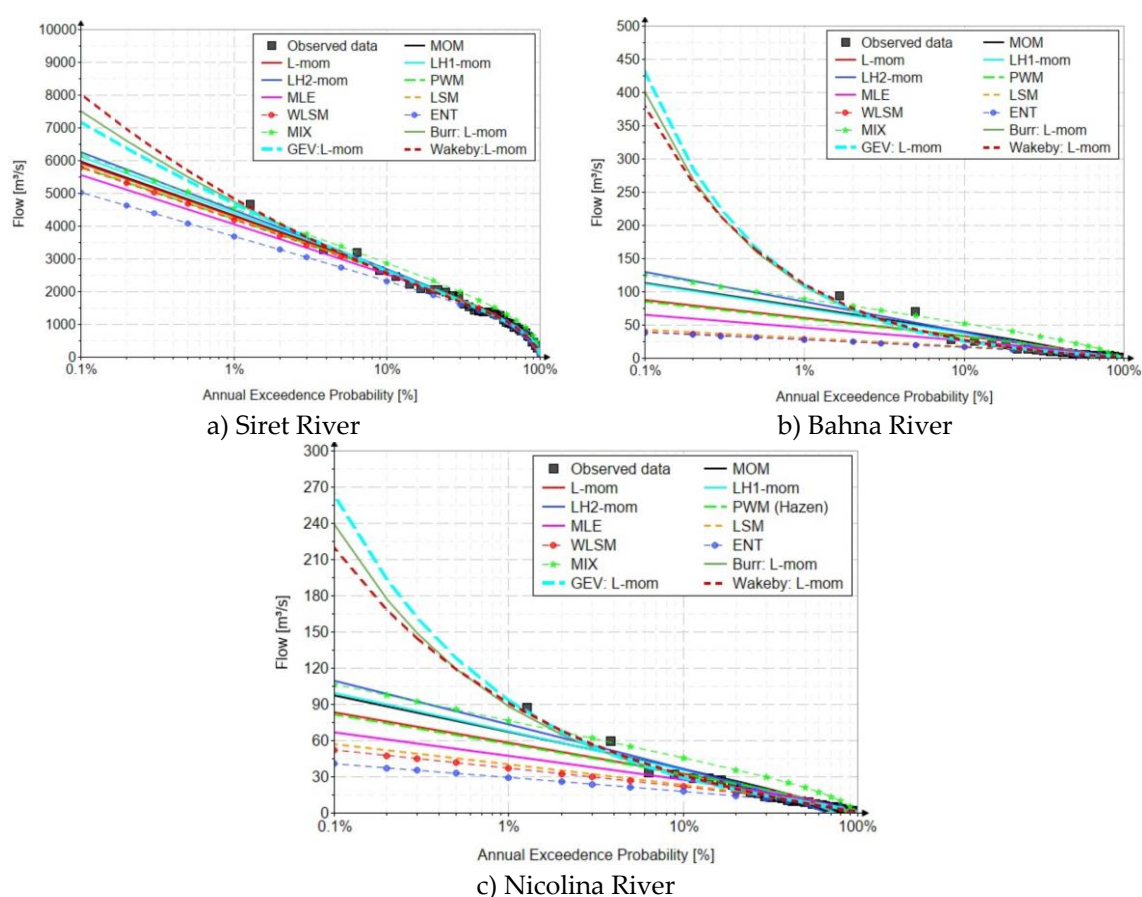 10000
9000
8000
7000
6000
5000
4000
3000
2000
1000
0
Flow [m³/s]
Observed data MOM
L-mom LH1-mom
LH2-mom PWM
MLE LSM
WLSM ENT
MIX Burr: L-mom
GEV:L-mom Wakeby:L-mom
0.1% 1% 10% 100%
Annual Exceedence Probability [%]
a) Siret River
500
450
400
350
300
250
200
150
100
50
0
Flow [m³/s]
Observed data MOM
L-mom LH1-mom
LH2-mom PWM
MLE LSM
WLSM ENT
MIX Burr: L-mom
GEV:L-mom Wakeby: L-mom
0.1% 1% 10% 100%
Annual Exceedence Probability [%]
b) Bahna River
300
270
240
210
180
150
120
90
60
30
0
Flow [m³/s]
Observed data MOM
L-mom LH1-mom
LH2-mom PWM (Hazen)
MLE LSM
WLSM ENT
MIX Burr: L-mom
GEV: L-mom Wakeby: L-mom
0.1% 1% 10% 100%
Annual Exceedence Probability [%]
c) Nicolina River